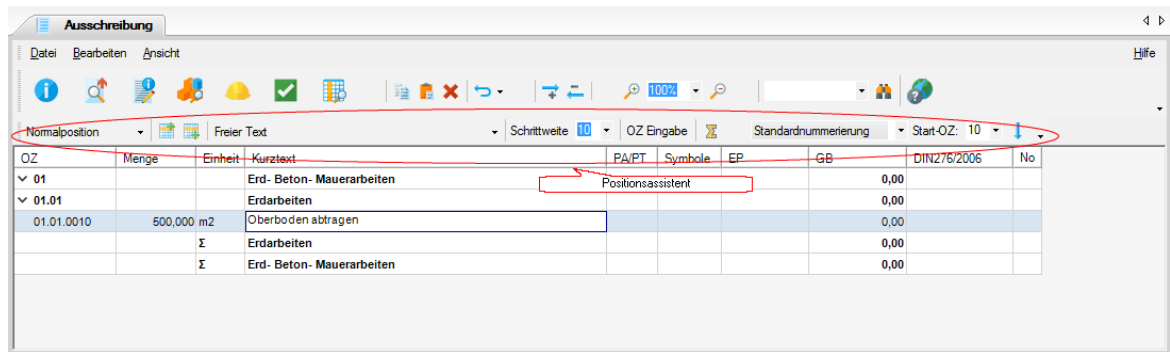 Ausschreibung
Datei Bearbeiten Ansicht Hilfe
100%
Normalposition Freier Text Schrittweite 10 OZ Eingabe Σ Standardnummerierung Start-OZ: 10
OZ Menge Einheit Kurztext PA/PT Symbole EP GB DIN276/2006 No
Positionsassistent
01 Erd- Beton- Mauerarbeiten 0,00
01.01 Erdarbeiten 0,00
01.01.0010 500,000 m2 Oberboden abtragen 0,00
Σ Erdarbeiten 0,00
Σ Erd- Beton- Mauerarbeiten 0,00